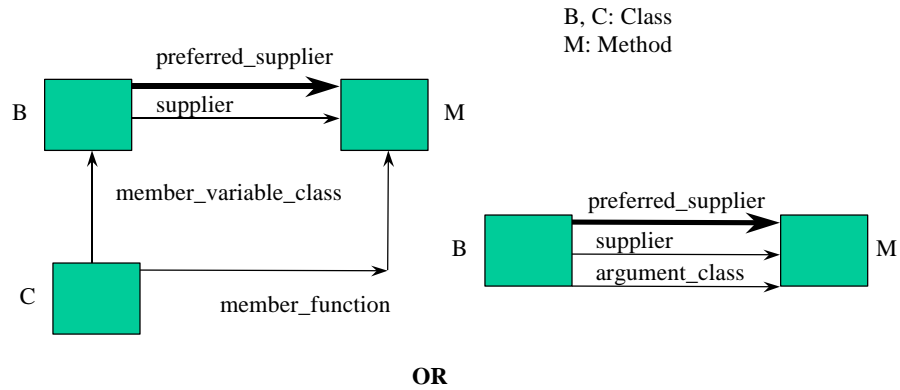 B, C: Class
M: Method
preferred_supplier
B
supplier
M
member_variable_class
C
member_function
preferred_supplier
B
supplier
M
argument_class
OR